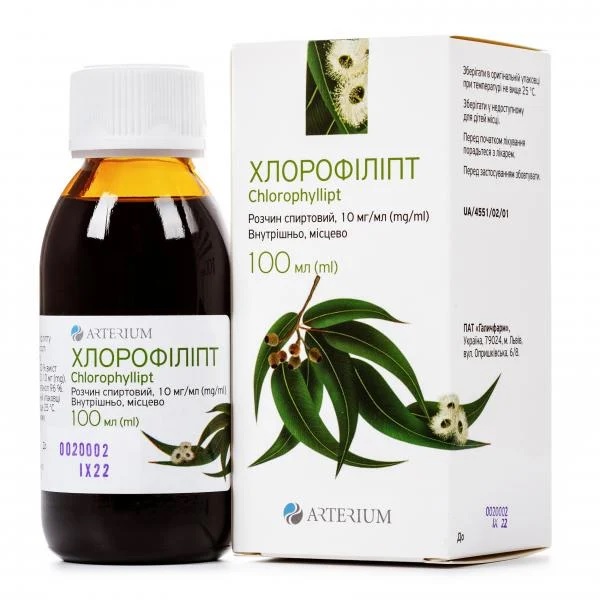 ХЛОРОФІЛІПТ
Chlorophyllipt
Розчин спиртовий, 10 мг/мл (mg/ml)
Внутрішньо, місцево
100 мл (ml)
ARTERIUM
Зберігати в оригінальній упаковці
при температурі не вище 25 °С.
Зберігати у недоступному
для дітей місці.
Перед початком лікування
порадьтеся з лікарем.
Перед застосуванням збовтувати.
UA/4551/02/01
ПАТ «Галичфарм»,
Україна, 79024, м. Львів,
вул. Опришківська, 6/8.
0020002
IX 22
До
ARTERIUM
ХЛОРОФІЛІПТ
Chlorophyllipt
Розчин спиртовий, 10 мг/мл (mg/ml)
Внутрішньо, місцево
100 мл (ml)
До
0020002
IX22